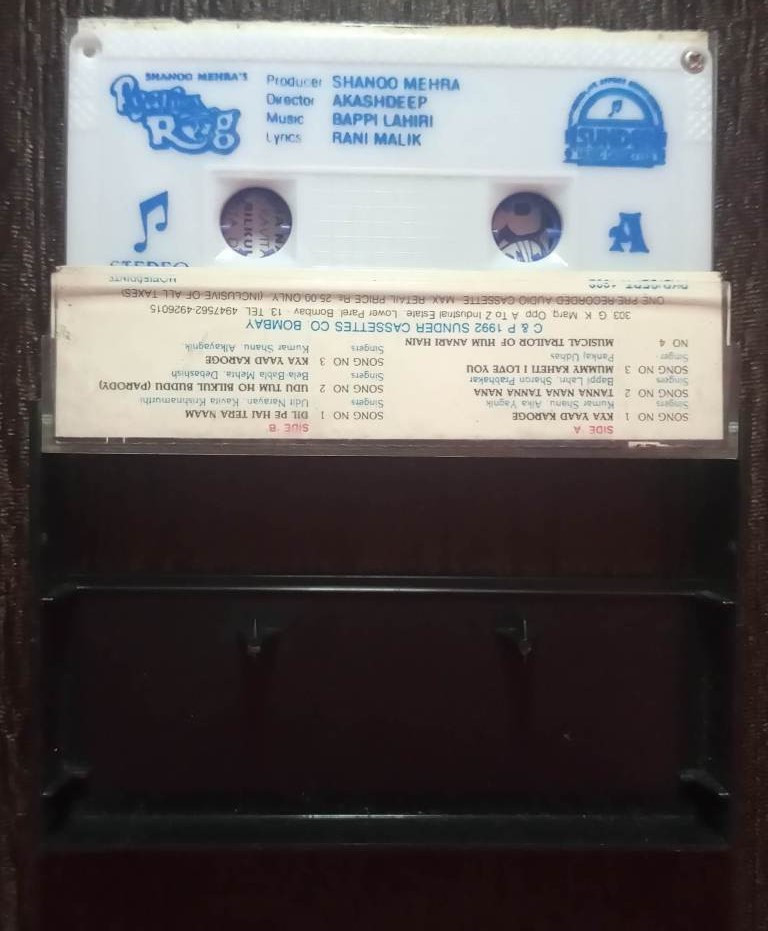 SHANOO MEHRA'S
Rog
Producer SHANOO MEHRA
Director AKASHDEEP
Music BAPPI LAHIRI
Lyrics RANI MALIK
SUNDER
STEREO
A
SIDE 'A'
SONG NO 1 KYA YAAD KAROGE
Singers Kumar Shanu, Alka Yagnik
SONG NO 2 TANNA NANA TANNA NANA
Singers Bappi Lahiri Sharon Prabhakar
SONG NO 3 MUMMY KAHETI I LOVE YOU
Singer Pankaj Udhas
NO 4 MUSICAL TRAILOR OF HUM ANARI HAIN
SIDE 'B'
SONG NO 1 DIL PE HAI TERA NAAM
Singers Udit Narayan, Kavita Krishnamurthi
SONG NO 2 UDU TUM HO BILKUL BUDDU (PARODY)
Singers Bela Babla Mehta, Debashish
SONG NO 3 KYA YAAD KAROGE
Singers Kumar Shanu, Alkayagnik
C & P 1992 SUNDER CASSETTES CO. BOMBAY
303 G K Marg Opp A To Z Industrial Estate, Lower Parel, Bombay - 13 TEL 4947562-4926015
ONE PRE-RECORDED AUDIO CASSETTE MAX. RETAIL PRICE Rs. 25.00 ONLY (INCLUSIVE OF ALL TAXES)